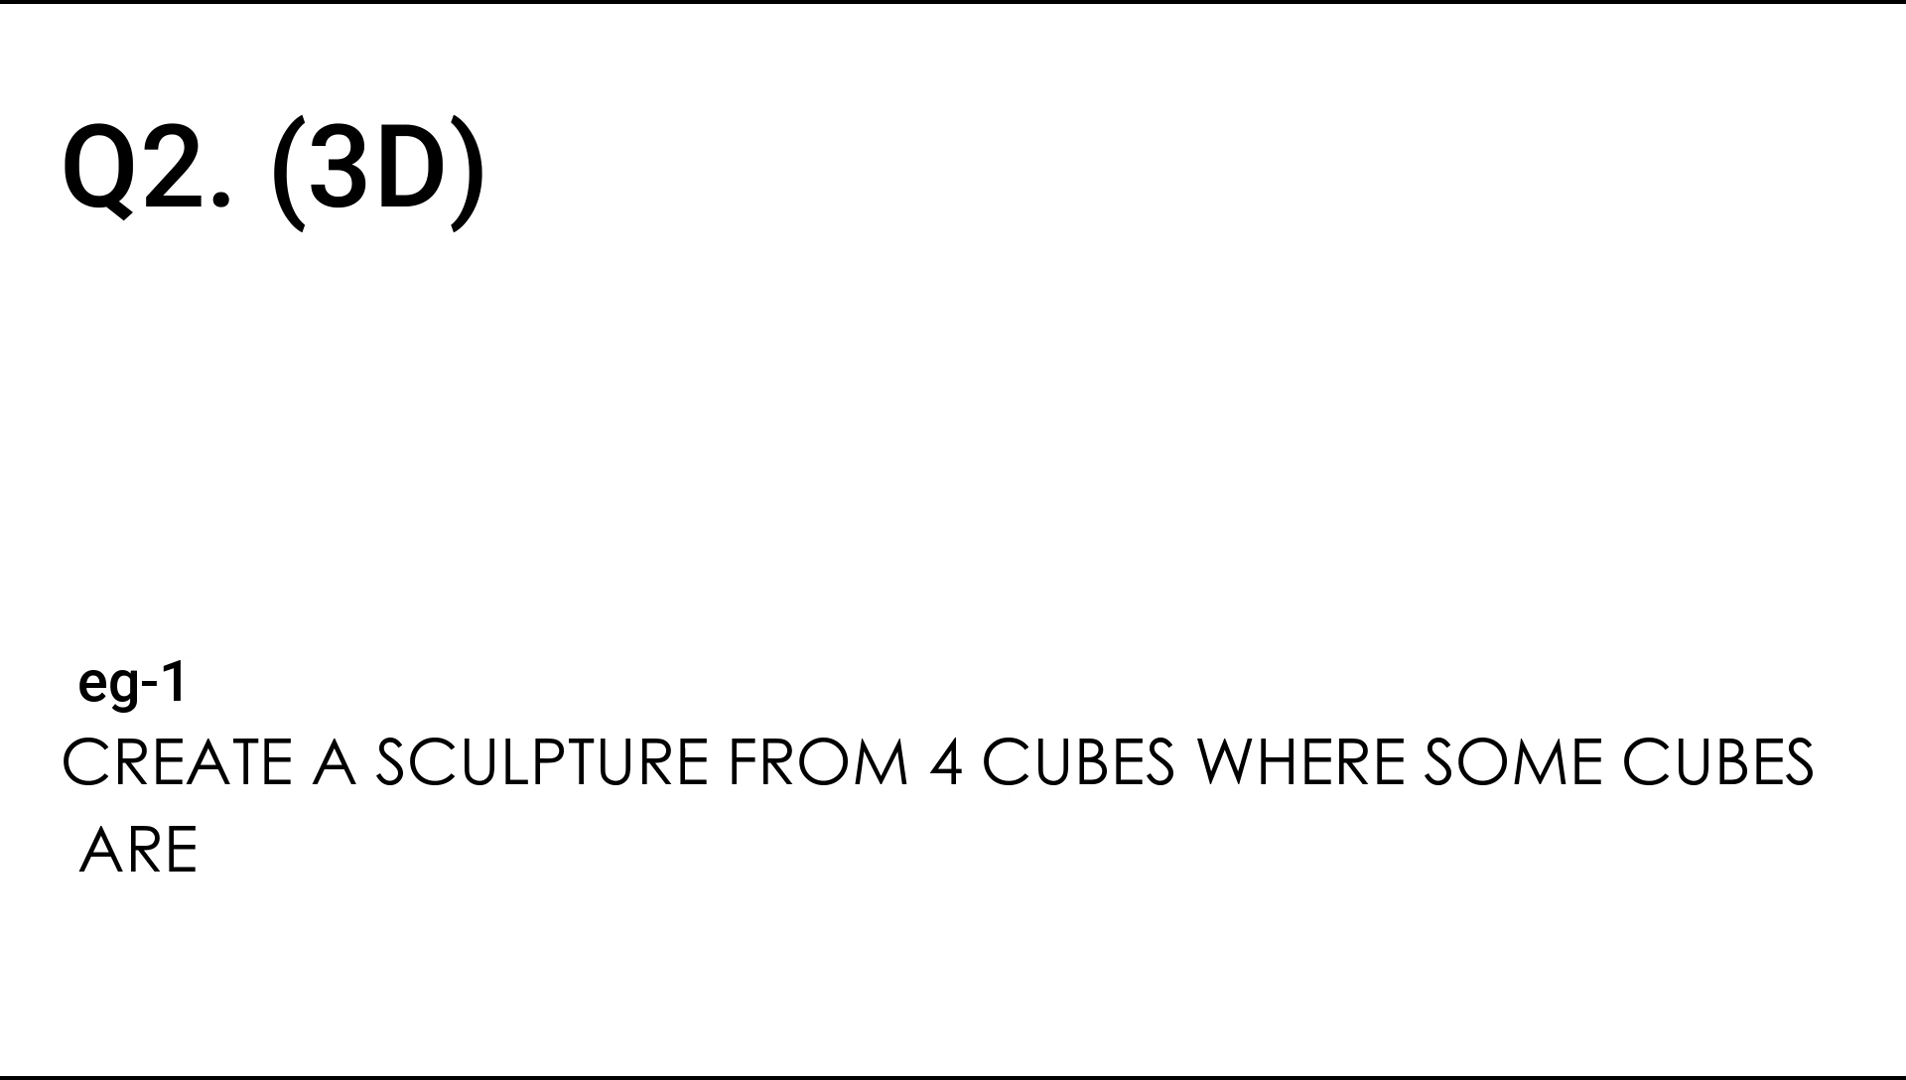 Q2. (3D)
eg-1
CREATE A SCULPTURE FROM 4 CUBES WHERE SOME CUBES
ARE